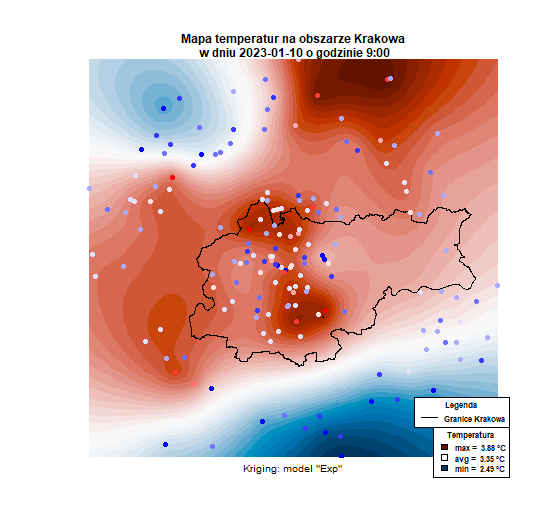 Mapa temperatur na obszarze Krakowa
w dniu 2023-01-10 o godzinie 9:00
Legenda
Granice Krakowa
Temperatura
max = 3.88 °C
avg = 3.35 °C
min = 2.49 °C
Kriging: model "Exp"